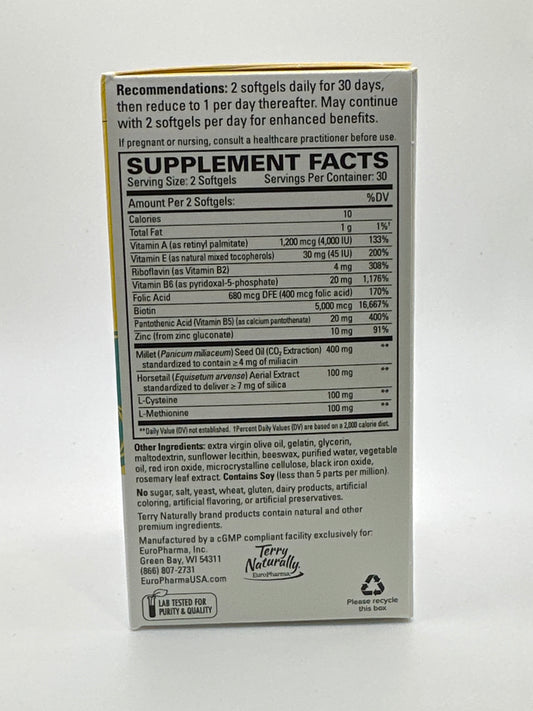 Recommendations: 2 softgels daily for 30 days,
then reduce to 1 per day thereafter. May continue
with 2 softgels per day for enhanced benefits.
If pregnant or nursing, consult a healthcare practitioner before use.
SUPPLEMENT FACTS
Serving Size: 2 Softgels Servings Per Container: 30
Amount Per 2 Softgels: %DV
Calories 10
Total Fat 1 g 1%†
Vitamin A (as retinyl palmitate) 1,200 mcg (4,000 IU) 133%
Vitamin E (as natural mixed tocopherols) 30 mg (45 IU) 200%
Riboflavin (as Vitamin B2) 4 mg 308%
Vitamin B6 (as pyridoxal-5-phosphate) 20 mg 1,176%
Folic Acid 680 mcg DFE (400 mcg folic acid) 170%
Biotin 5,000 mcg 16,667%
Pantothenic Acid (Vitamin B5) (as calcium pantothenate) 20 mg 400%
Zinc (from zinc gluconate) 10 mg 91%
Millet (Panicum miliaceum) Seed Oil (CO₂ Extraction) 400 mg **
standardized to contain ≥ 4 mg of miliacin
Horsetail (Equisetum arvense) Aerial Extract 100 mg **
standardized to deliver ≥ 7 mg of silica
L-Cysteine 100 mg **
L-Methionine 100 mg **
**Daily Value (DV) not established. †Percent Daily Values (DV) are based on a 2,000 calorie diet.
Other Ingredients: extra virgin olive oil, gelatin, glycerin,
maltodextrin, sunflower lecithin, beeswax, purified water, vegetable
oil, red iron oxide, microcrystalline cellulose, black iron oxide,
rosemary leaf extract. Contains Soy (less than 5 parts per million).
No sugar, salt, yeast, wheat, gluten, dairy products, artificial
coloring, artificial flavoring, or artificial preservatives.
Terry Naturally brand products contain natural and other
premium ingredients.
Manufactured by a cGMP compliant facility exclusively for:
EuroPharma, Inc.
Green Bay, WI 54311
(866) 807-2731
EuroPharmaUSA.com
Terry
Naturally®
EuroPharma
LAB TESTED FOR
PURITY & QUALITY
Please recycle
this box